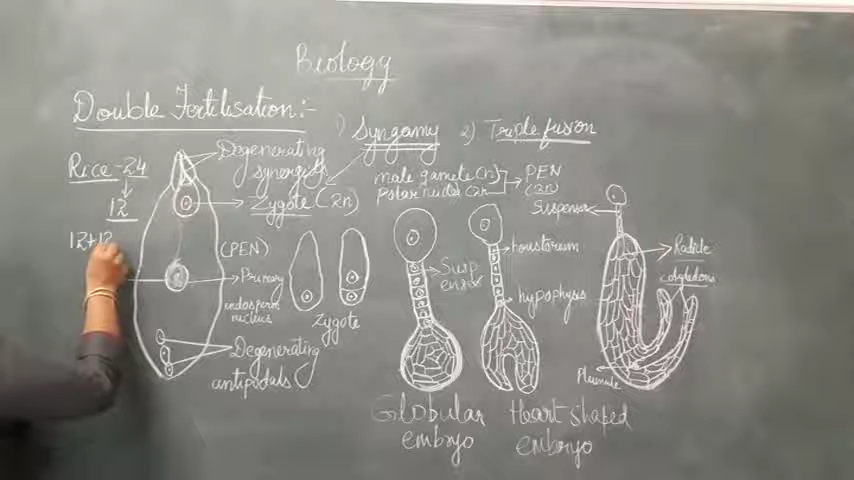 Biology
Double Fertilisation:-
1) Syngamy 2) Triple fusion
Rice - 24
12
12+12
Degenerating
synergids
Zygote (2n)
male gamete (n)
Polar nuclei (2n
PEN
(3n)
(PEN)
Primary
endosperm
nucleus
Degenerating
antipodals
Zygote
Susp
ensor
Globular
embryo
houstorium
hypophysis
Heart shaped
embryo
Suspensor
Radicle
cotyledons
Plumule